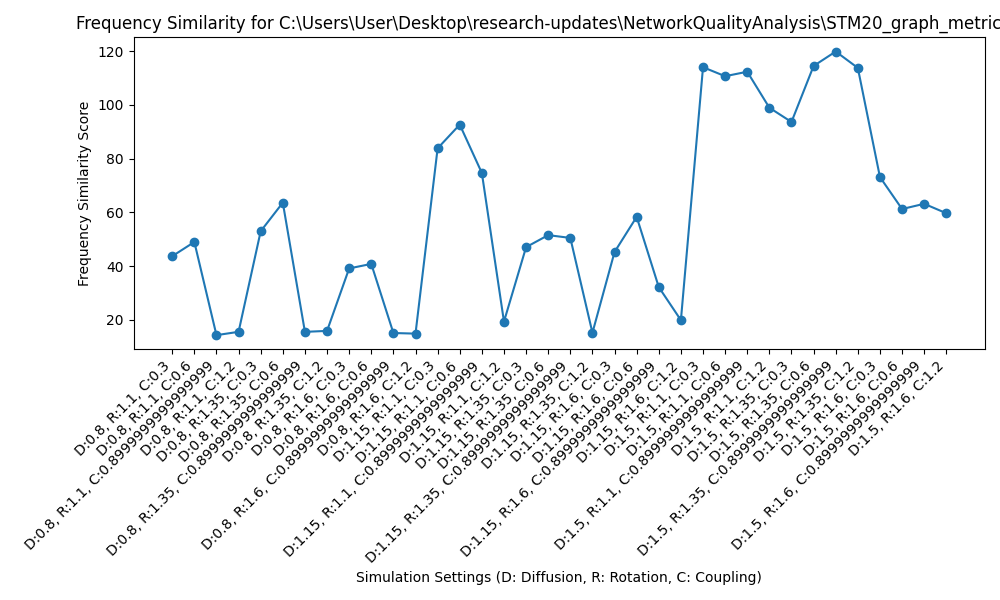 Frequency Similarity for C:\Users\User\Desktop\research-updates\NetworkQualityAnalysis\STM20_graph_metric
Frequency Similarity Score
120
100
80
60
40
20
D:0.8, R:1.1, C:0.3
D:0.8, R:1.1, C:0.6
D:0.8, R:1.1, C:0.8999999999999999
D:0.8, R:1.1, C:1.2
D:0.8, R:1.35, C:0.3
D:0.8, R:1.35, C:0.6
D:0.8, R:1.35, C:0.8999999999999999
D:0.8, R:1.35, C:1.2
D:0.8, R:1.6, C:0.3
D:0.8, R:1.6, C:0.6
D:0.8, R:1.6, C:0.8999999999999999
D:0.8, R:1.6, C:1.2
D:1.15, R:1.1, C:0.3
D:1.15, R:1.1, C:0.6
D:1.15, R:1.1, C:0.8999999999999999
D:1.15, R:1.1, C:1.2
D:1.15, R:1.35, C:0.3
D:1.15, R:1.35, C:0.6
D:1.15, R:1.35, C:0.8999999999999999
D:1.15, R:1.35, C:1.2
D:1.15, R:1.6, C:0.3
D:1.15, R:1.6, C:0.6
D:1.15, R:1.6, C:0.8999999999999999
D:1.15, R:1.6, C:1.2
D:1.5, R:1.1, C:0.3
D:1.5, R:1.1, C:0.6
D:1.5, R:1.1, C:0.8999999999999999
D:1.5, R:1.1, C:1.2
D:1.5, R:1.35, C:0.3
D:1.5, R:1.35, C:0.6
D:1.5, R:1.35, C:0.8999999999999999
D:1.5, R:1.35, C:1.2
D:1.5, R:1.6, C:0.3
D:1.5, R:1.6, C:0.6
D:1.5, R:1.6, C:0.8999999999999999
D:1.5, R:1.6, C:1.2
Simulation Settings (D: Diffusion, R: Rotation, C: Coupling)